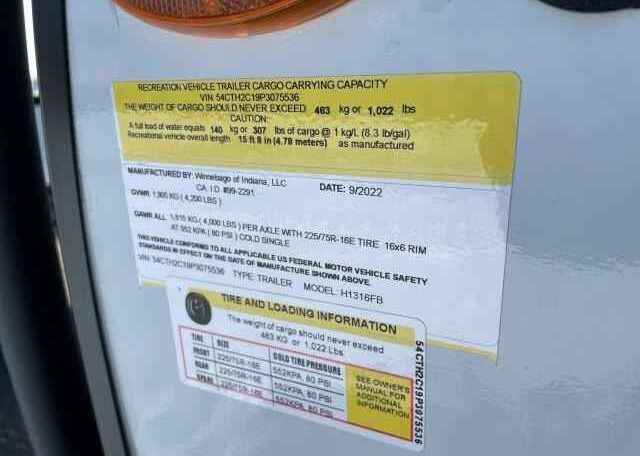 RECREATION VEHICLE TRAILER CARGO CARRYING CAPACITY
VIN: 54CTH2C19P3075536
THE WEIGHT OF CARGO SHOULD NEVER EXCEED 463 kg or 1,022 lbs
CAUTION:
A full load of water equals 140 kg or 307 lbs of cargo @ 1 kg/L (8.3 lb/gal)
Recreational vehicle overall length 15 ft 8 in (4.78 meters) as manufactured
MANUFACTURED BY: Winnebago of Indiana, LLC DATE: 9/2022
CA. I.D. #99-2291
GVWR: 1,905 KG (4,200 LBS)
GAWR ALL: 1,815 KG (4,000 LBS) PER AXLE WITH 225/75R-16E TIRE 16x6 RIM
AT 552 KPA (80 PSI) COLD SINGLE
THIS VEHICLE CONFORMS TO ALL APPLICABLE US FEDERAL MOTOR VEHICLE SAFETY
STANDARDS IN EFFECT ON THE DATE OF MANUFACTURE SHOWN ABOVE.
VIN: 54CTH2C19P3075536 TYPE: TRAILER MODEL: H1316FB
TIRE AND LOADING INFORMATION
The weight of cargo should never exceed
463 KG or 1,022 Lbs
TIRE SIZE COLD TIRE PRESSURE
FRONT 225/75R-16E 552KPA, 80 PSI
REAR 225/75R-16E 552KPA, 80 PSI
SPARE 225/75R-16E 552KPA, 80 PSI
SEE OWNER'S
MANUAL FOR
ADDITIONAL
INFORMATION
54CTH2C19P3075536